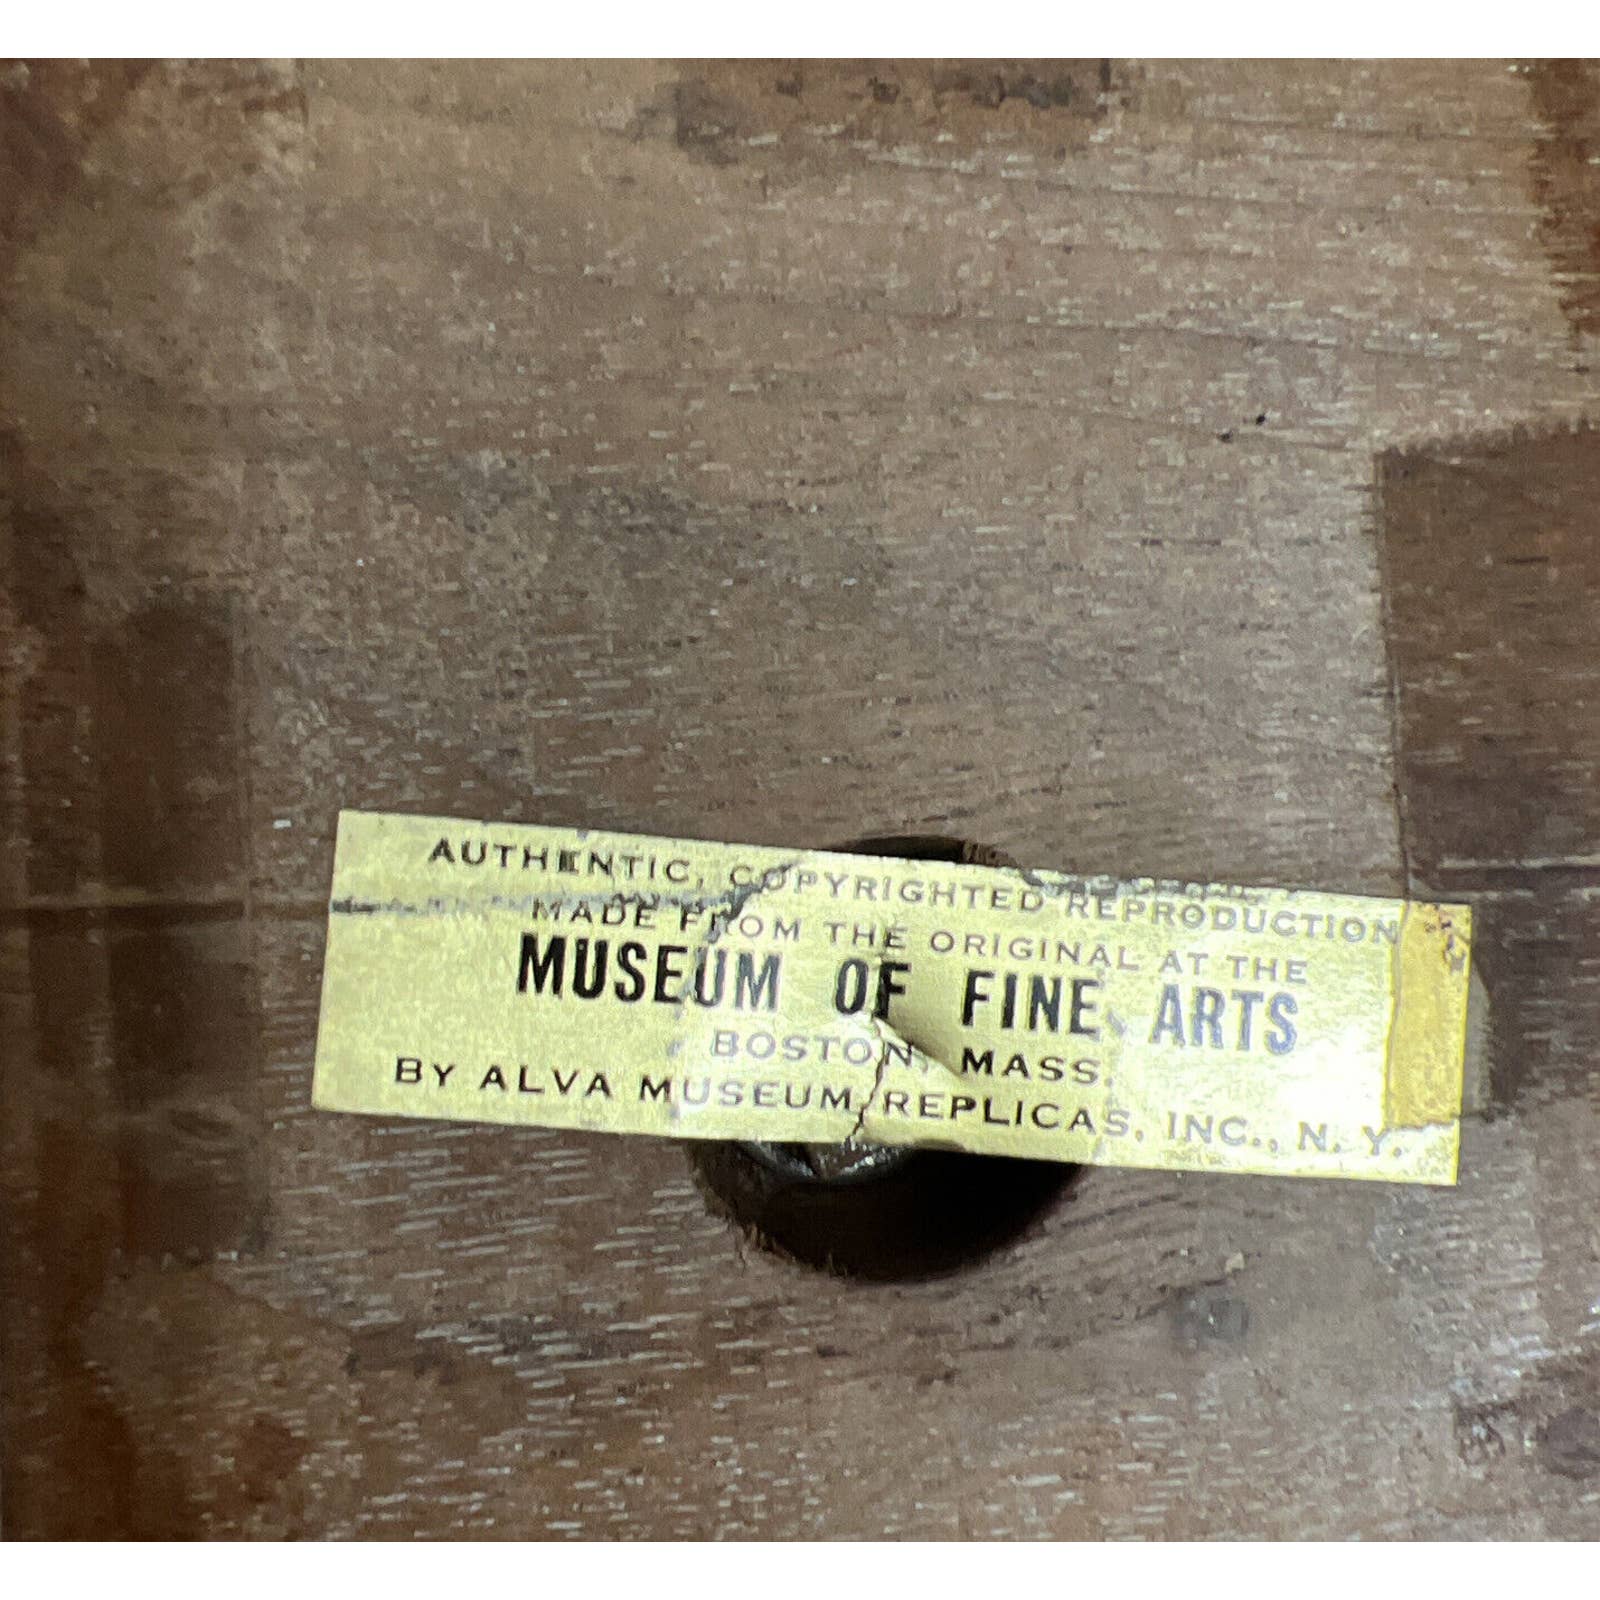 AUTHENTIC, COPYRIGHTED REPRODUCTION
MADE FROM THE ORIGINAL AT THE
MUSEUM OF FINE ARTS
BOSTON, MASS.
BY ALVA MUSEUM REPLICAS, INC., N. Y.